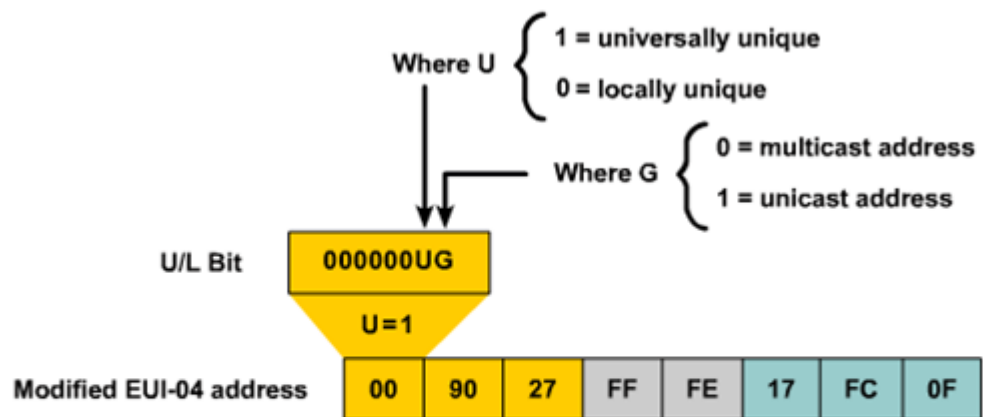 Where U
1 = universally unique
0 = locally unique
Where G
0 = multicast address
1 = unicast address
U/L Bit
000000UG
U=1
Modified EUI-04 address
00 90 27 FF FE 17 FC 0F